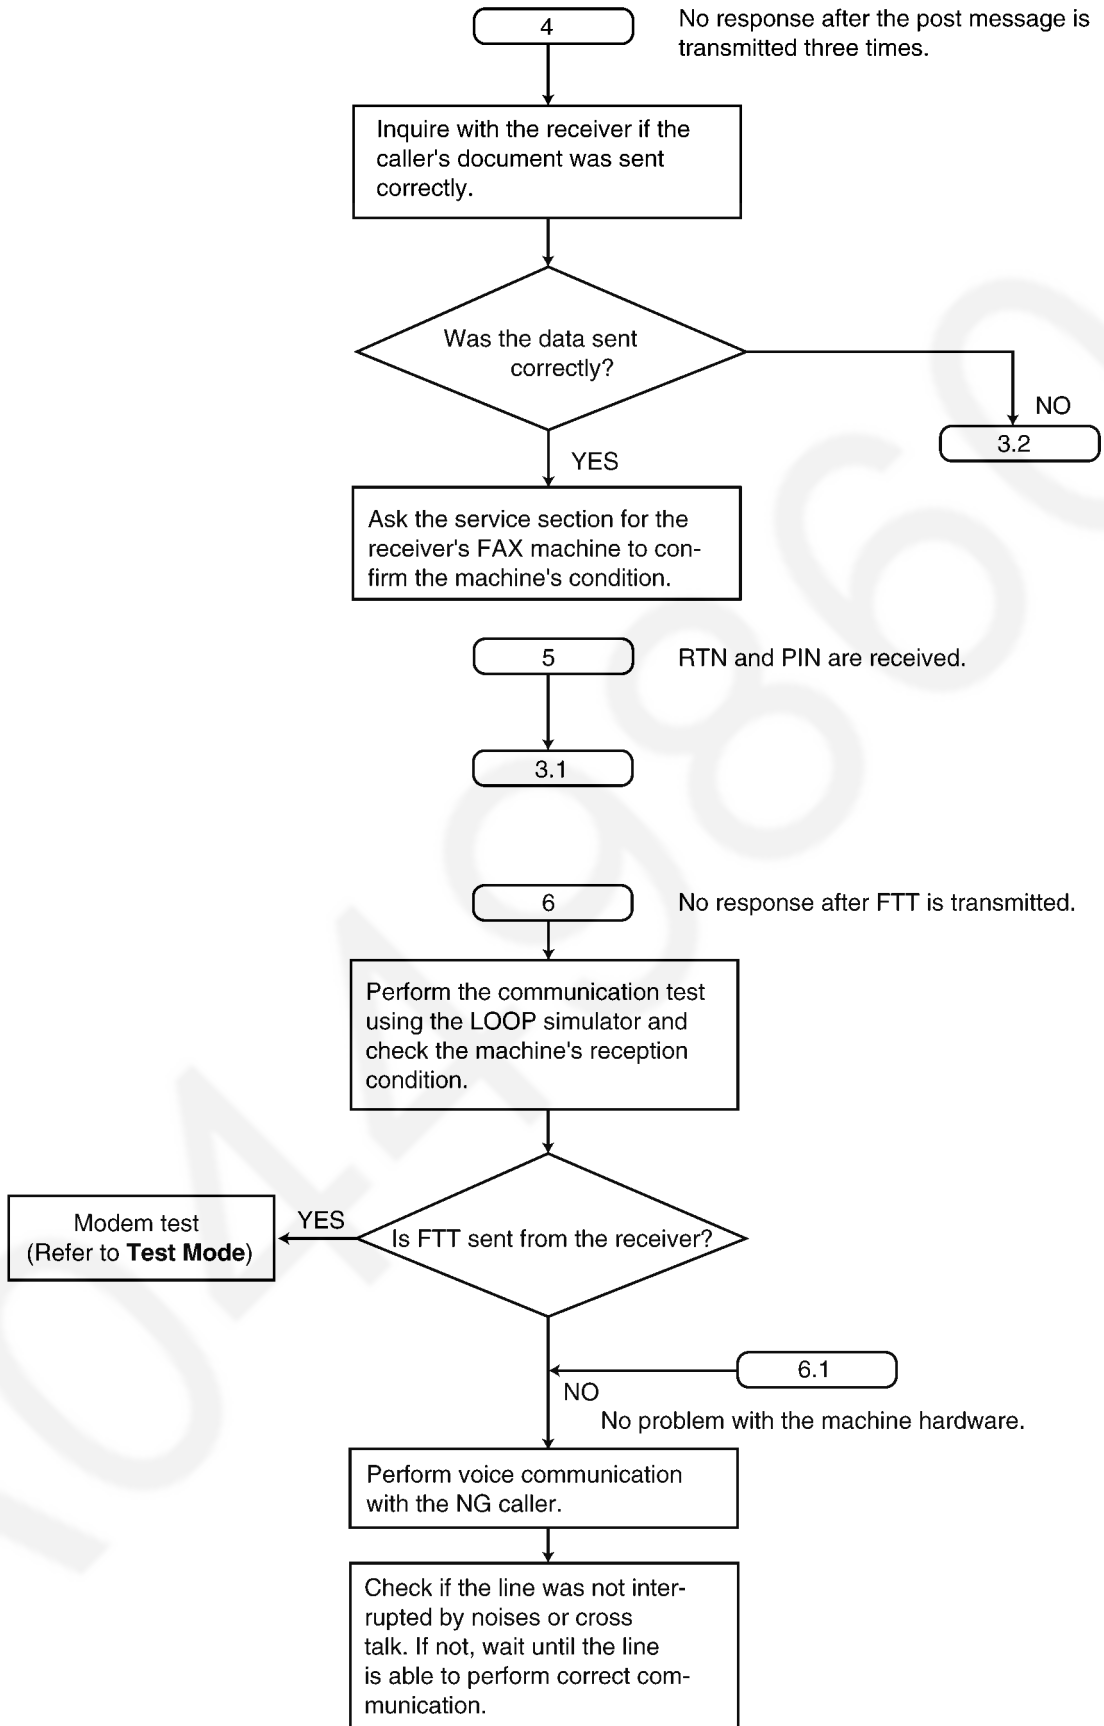 4
No response after the post message is
transmitted three times.
Inquire with the receiver if the
caller's document was sent
correctly.
Was the data sent
correctly?
NO
3.2
YES
Ask the service section for the
receiver's FAX machine to con-
firm the machine's condition.
5
RTN and PIN are received.
3.1
6
No response after FTT is transmitted.
Perform the communication test
using the LOOP simulator and
check the machine's reception
condition.
Modem test
(Refer to Test Mode)
YES
Is FTT sent from the receiver?
6.1
NO
No problem with the machine hardware.
Perform voice communication
with the NG caller.
Check if the line was not inter-
rupted by noises or cross
talk. If not, wait until the line
is able to perform correct com-
munication.